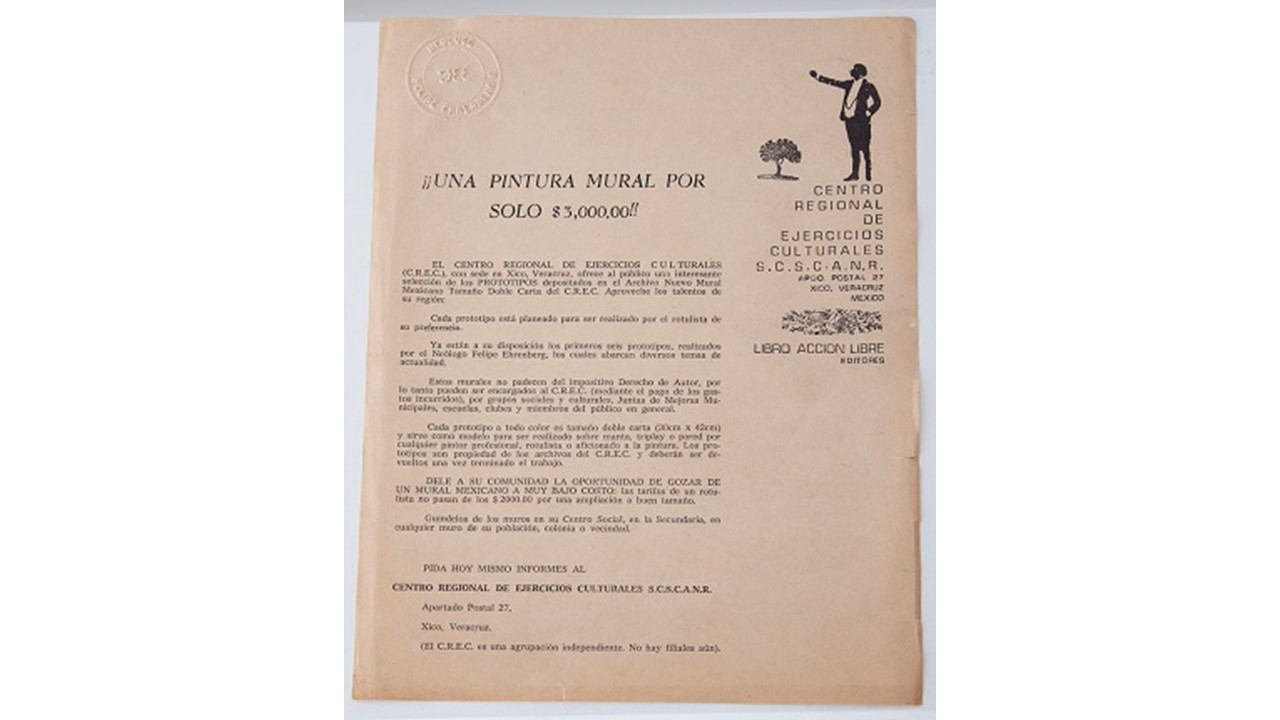 ¡¡UNA PINTURA MURAL POR
SOLO $3,000.00!!
EL CENTRO REGIONAL DE EJERCICIOS CULTURALES
(C.R.E.C.), con sede en Xico, Veracruz, ofrece al público una interesante
selección de los PROTOTIPOS depositados en el Archivo Nuevo Mural
Mexicano Tamaño Doble Carta del C.R.E.C. Aproveche los talentos de
su región:
Cada prototipo está planeado para ser realizado por el rotulista de
su preferencia.
Ya están a su disposición los primeros seis prototipos, realizados
por el Neólogo Felipe Ehrenberg, los cuales abarcan diversos temas de
actualidad.
Estos murales no padecen del impositivo Derecho de Autor, por
lo tanto pueden ser encargados al C.R.E.C. (mediante el pago de los gas-
tos incurridos), por grupos sociales y culturales, Juntas de Mejoras Mu-
nicipales, escuelas, clubes y miembros del público en general.
Cada prototipo a todo color es tamaño doble carta (30cm x 42cm)
y sirve como modelo para ser realizado sobre manta, triplay o pared por
cualquier pintor profesional, rotulista o aficionado a la pintura. Los pro-
totipos son propiedad de los archivos del C.R.E.C. y deberán ser de-
vueltos una vez terminado el trabajo.
DELE A SU COMUNIDAD LA OPORTUNIDAD DE GOZAR DE
UN MURAL MEXICANO A MUY BAJO COSTO: las tarifas de un rotu-
lista no pasan de los $2000.00 por una ampliación a buen tamaño.
Guindelos de los muros en su Centro Social, en la Secundaria, en
cualquier muro de su población, colonia o vecindad.
PIDA HOY MISMO INFORMES AL
CENTRO REGIONAL DE EJERCICIOS CULTURALES S.C.S.C.A.N.R.
Apartado Postal 27,
Xico, Veracruz.
(El C.R.E.C. es una agrupación independiente. No hay filiales aún).
CENTRO
REGIONAL
DE
EJERCICIOS
CULTURALES
S.C.S.C.A.N.R.
APDO. POSTAL 27
XICO, VERACRUZ
MEXICO
LIBRO ACCION LIBRE
EDITORES